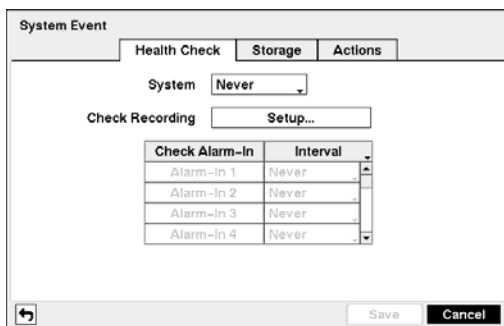 System Event
Health Check Storage Actions
System Never
Check Recording Setup...
Check Alarm-In Interval
Alarm-In 1 Never
Alarm-In 2 Never
Alarm-In 3 Never
Alarm-In 4 Never
Save Cancel